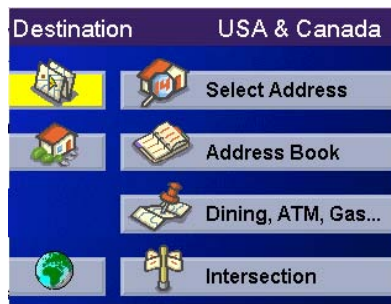 Destination USA & Canada
Select Address
Address Book
Dining, ATM, Gas...
Intersection